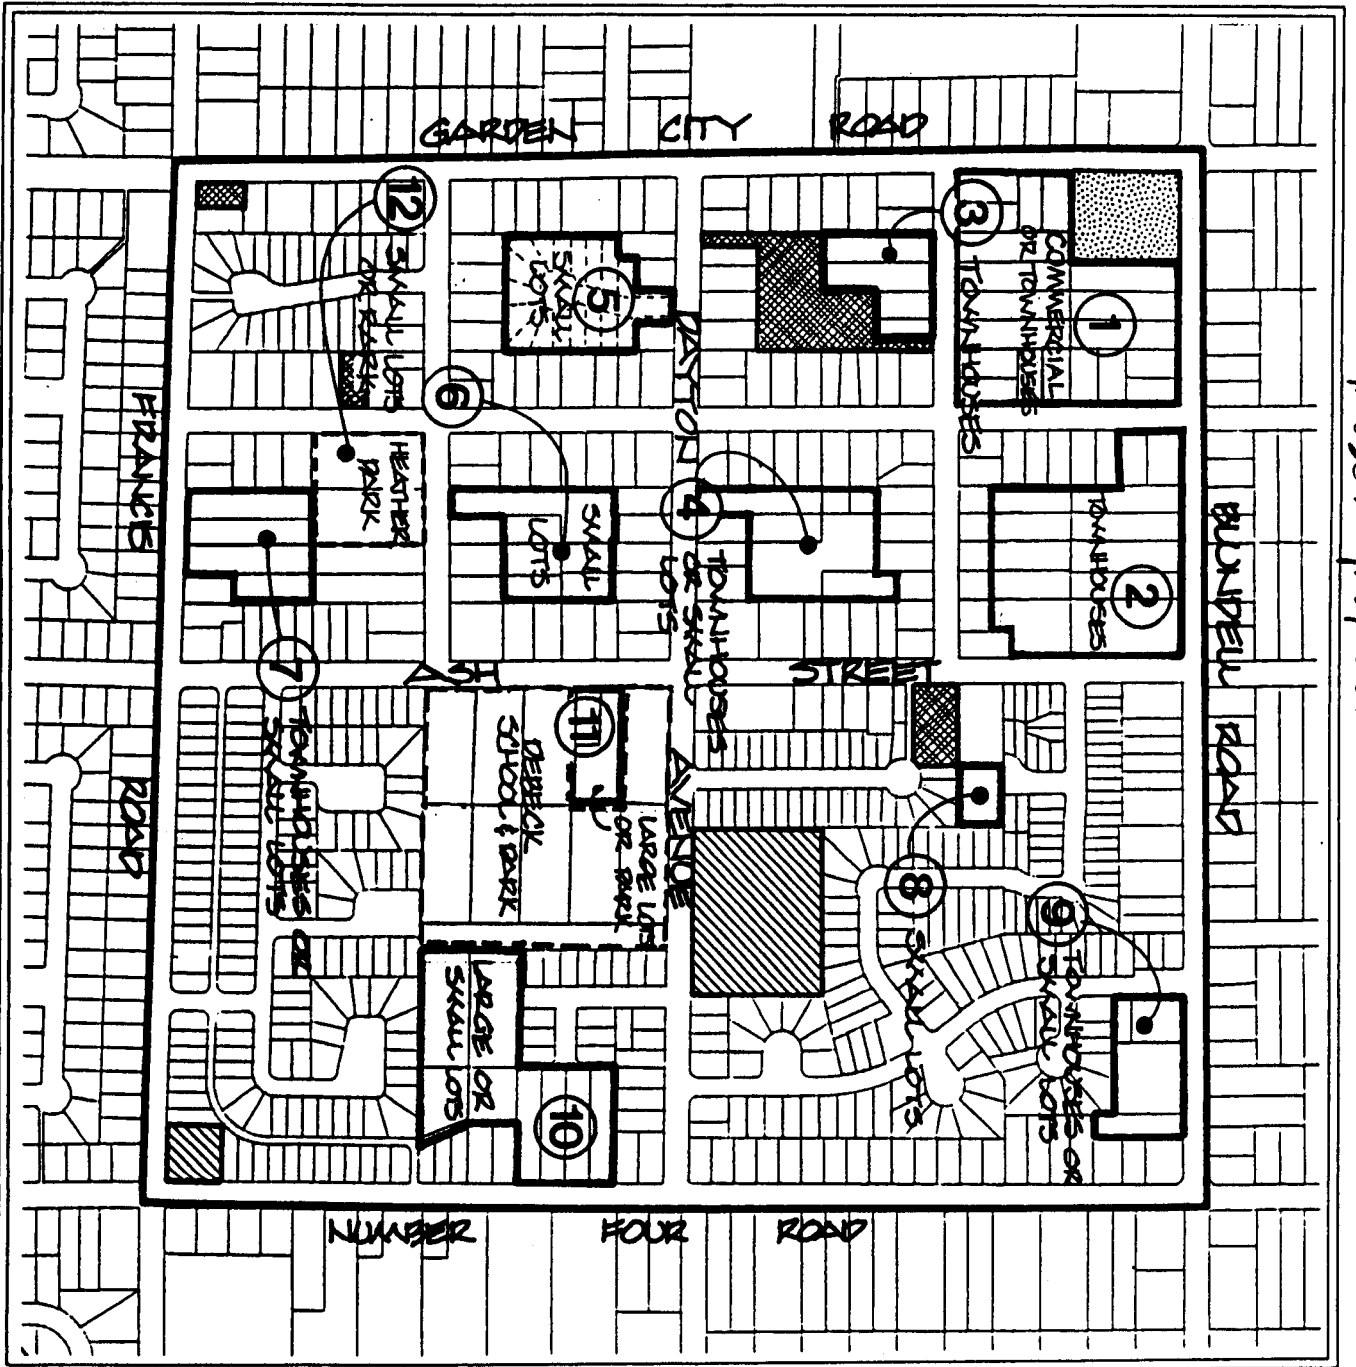 BLUNDELL ROAD
GARDEN CITY ROAD
1
COMMERCIAL
OR TOWNHOUSES
2
TOWNHOUSES
3
TOWNHOUSES
4
TOWNHOUSES
OR SMALL
LOTS
DAYTON AVENUE
ASH STREET
5
SMALL
LOTS
6
SMALL
LOTS
7
TOWNHOUSES OR
SMALL LOTS
8
SMALL LOTS
9
TOWNHOUSES OR
SMALL LOTS
10
LARGE OR
SMALL LOTS
11
LARGE LOTS
OR PARK
DEBECK
SCHOOL & PARK
12
SMALL LOTS
OR PARK
HEATHER
PARK
FRANCIS ROAD
NUMBER FOUR ROAD